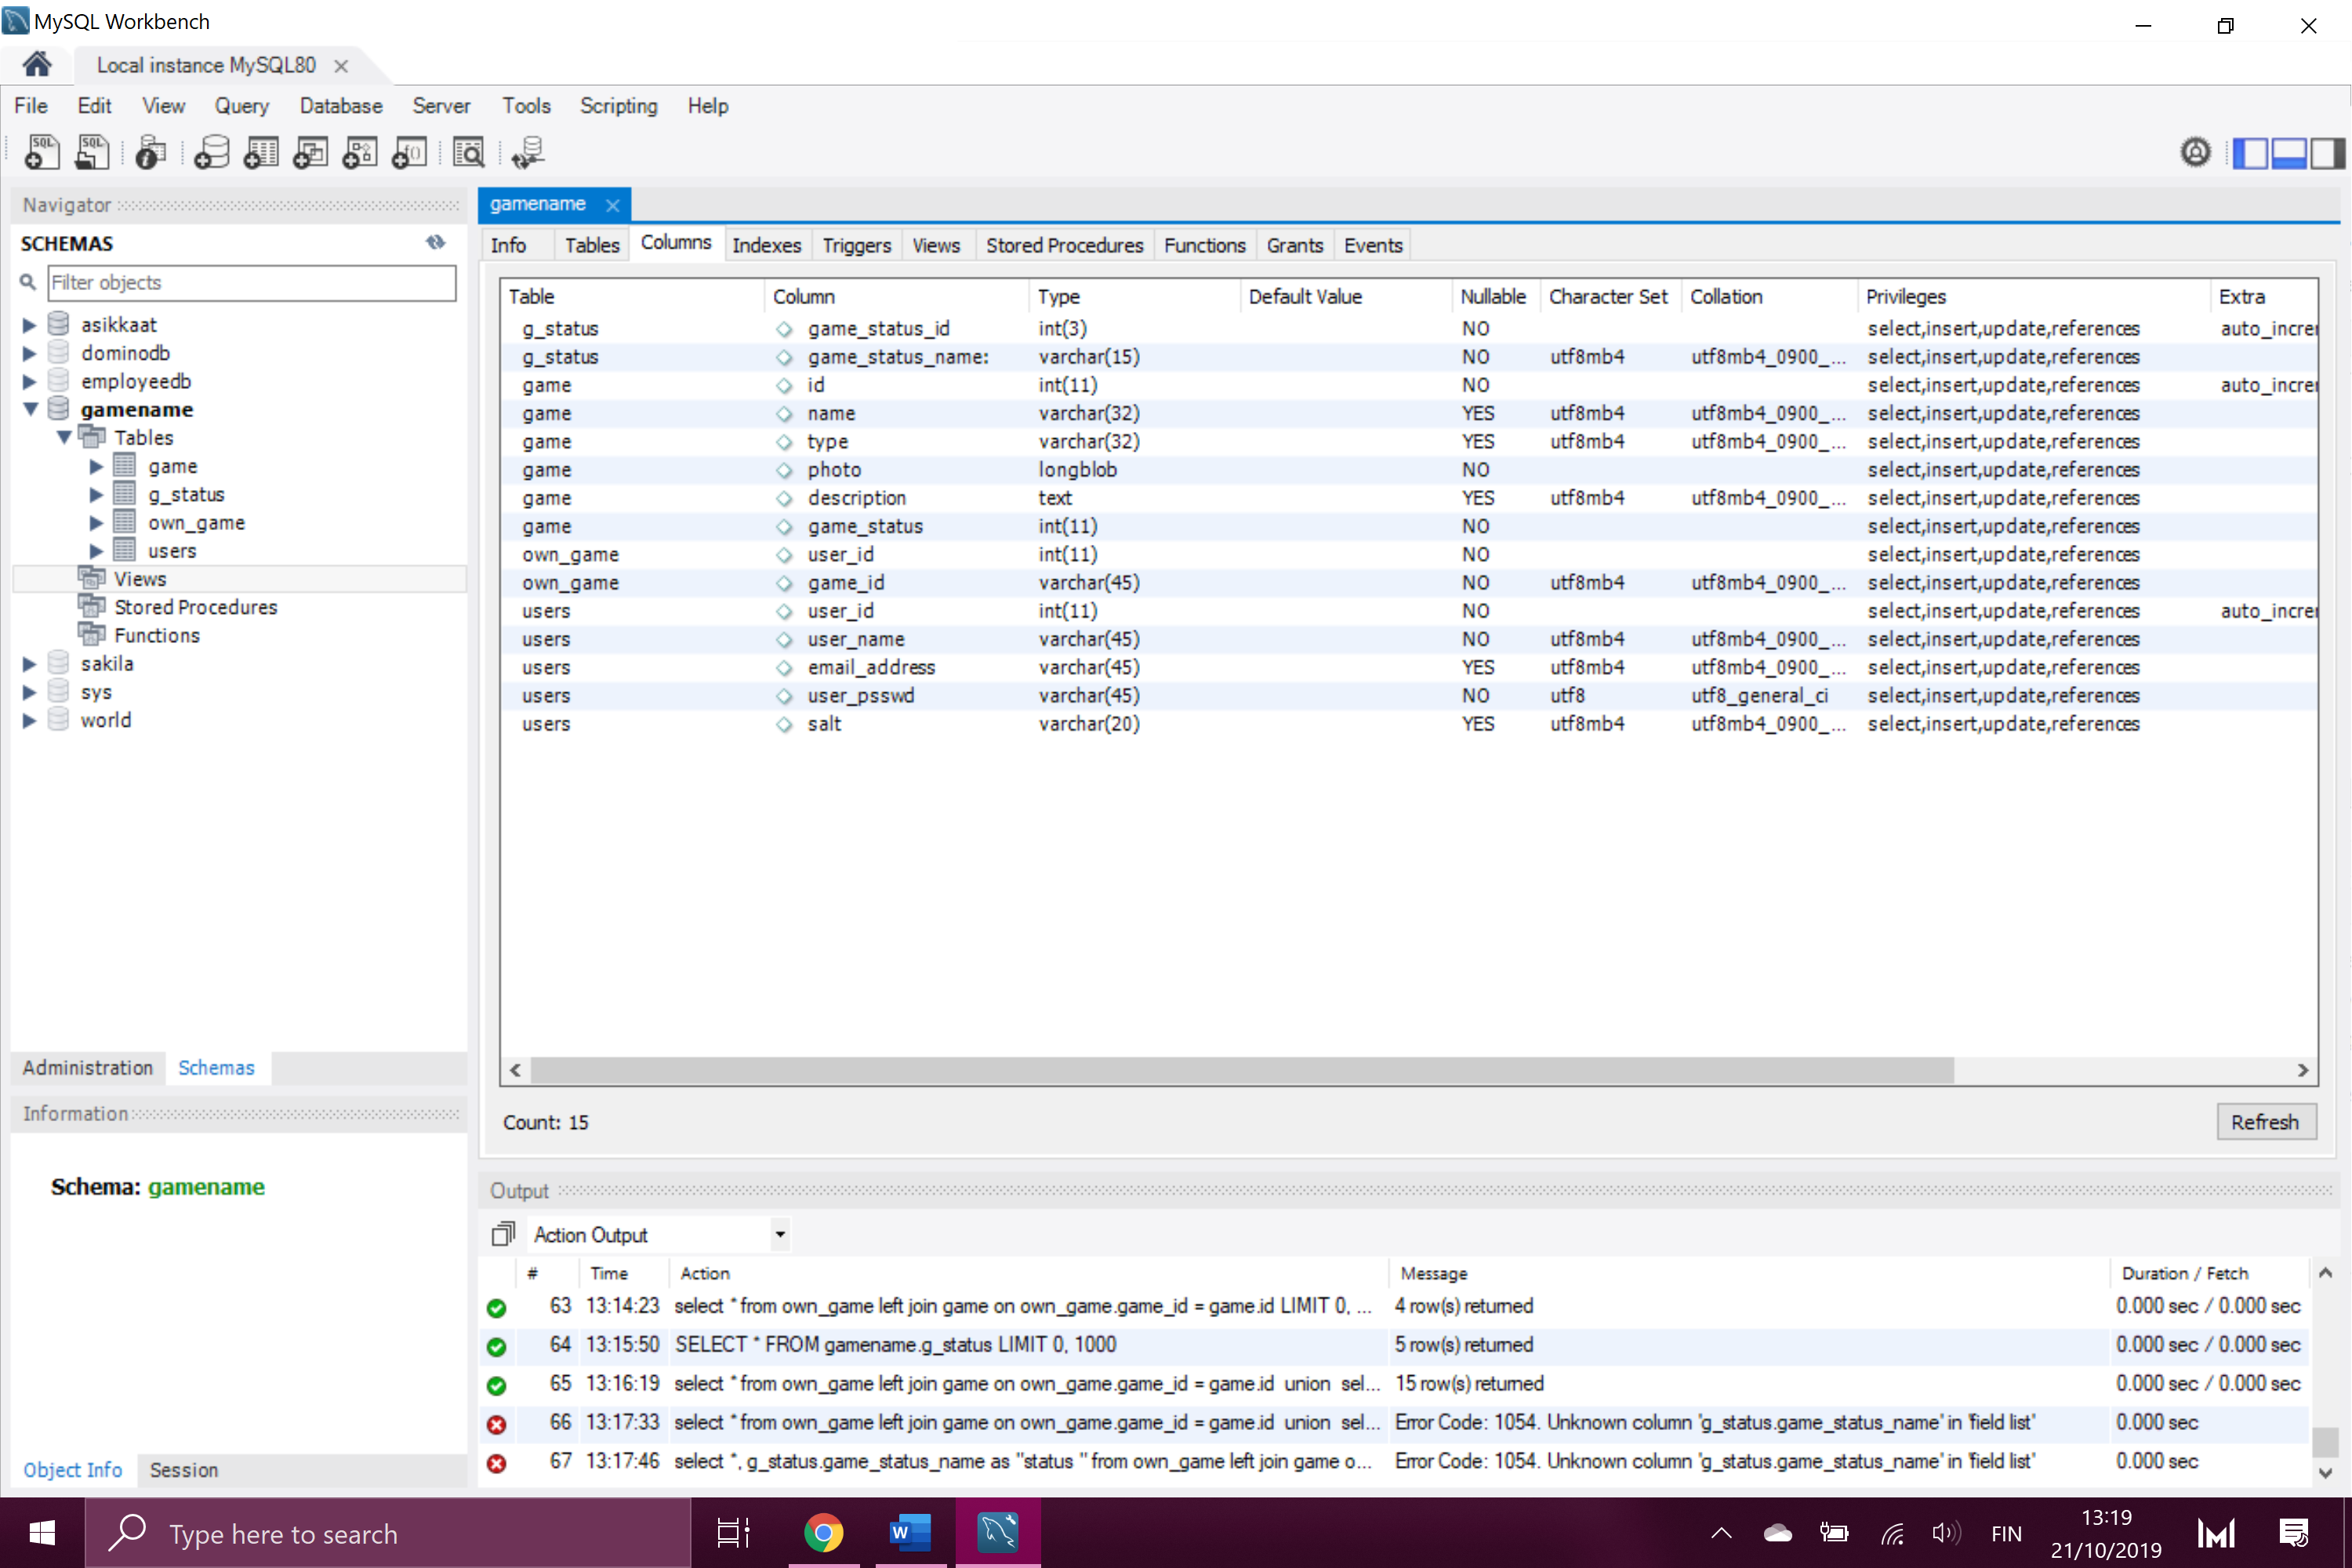 MySQL Workbench
Local instance MySQL80
File Edit View Query Database Server Tools Scripting Help
Navigator
SCHEMAS
Filter objects
asikkaat
dominodb
employeedb
gamename
Tables
game
g_status
own_game
users
Views
Stored Procedures
Functions
sakila
sys
world
Administration Schemas
Information
Schema: gamename
Object Info Session
gamename
Info Tables Columns Indexes Triggers Views Stored Procedures Functions Grants Events
Table Column Type Default Value Nullable Character Set Collation Privileges Extra
g_status game_status_id int(3) NO select,insert,update,references auto_increr
g_status game_status_name: varchar(15) NO utf8mb4 utf8mb4_0900_... select,insert,update,references
game id int(11) NO select,insert,update,references auto_increr
game name varchar(32) YES utf8mb4 utf8mb4_0900_... select,insert,update,references
game type varchar(32) YES utf8mb4 utf8mb4_0900_... select,insert,update,references
game photo longblob NO select,insert,update,references
game description text YES utf8mb4 utf8mb4_0900_... select,insert,update,references
game game_status int(11) NO select,insert,update,references
own_game user_id int(11) NO select,insert,update,references
own_game game_id varchar(45) NO utf8mb4 utf8mb4_0900_... select,insert,update,references
users user_id int(11) NO select,insert,update,references auto_increr
users user_name varchar(45) NO utf8mb4 utf8mb4_0900_... select,insert,update,references
users email_address varchar(45) YES utf8mb4 utf8mb4_0900_... select,insert,update,references
users user_psswd varchar(45) NO utf8 utf8_general_ci select,insert,update,references
users salt varchar(20) YES utf8mb4 utf8mb4_0900_... select,insert,update,references
Count: 15
Refresh
Output
Action Output
# Time Action Message Duration / Fetch
63 13:14:23 select * from own_game left join game on own_game.game_id = game.id LIMIT 0, ... 4 row(s) returned 0.000 sec / 0.000 sec
64 13:15:50 SELECT * FROM gamename.g_status LIMIT 0, 1000 5 row(s) returned 0.000 sec / 0.000 sec
65 13:16:19 select * from own_game left join game on own_game.game_id = game.id union sel... 15 row(s) returned 0.000 sec / 0.000 sec
66 13:17:33 select * from own_game left join game on own_game.game_id = game.id union sel... Error Code: 1054. Unknown column 'g_status.game_status_name' in 'field list' 0.000 sec
67 13:17:46 select *, g_status.game_status_name as "status " from own_game left join game o... Error Code: 1054. Unknown column 'g_status.game_status_name' in 'field list' 0.000 sec
Type here to search
FIN
13:19
21/10/2019